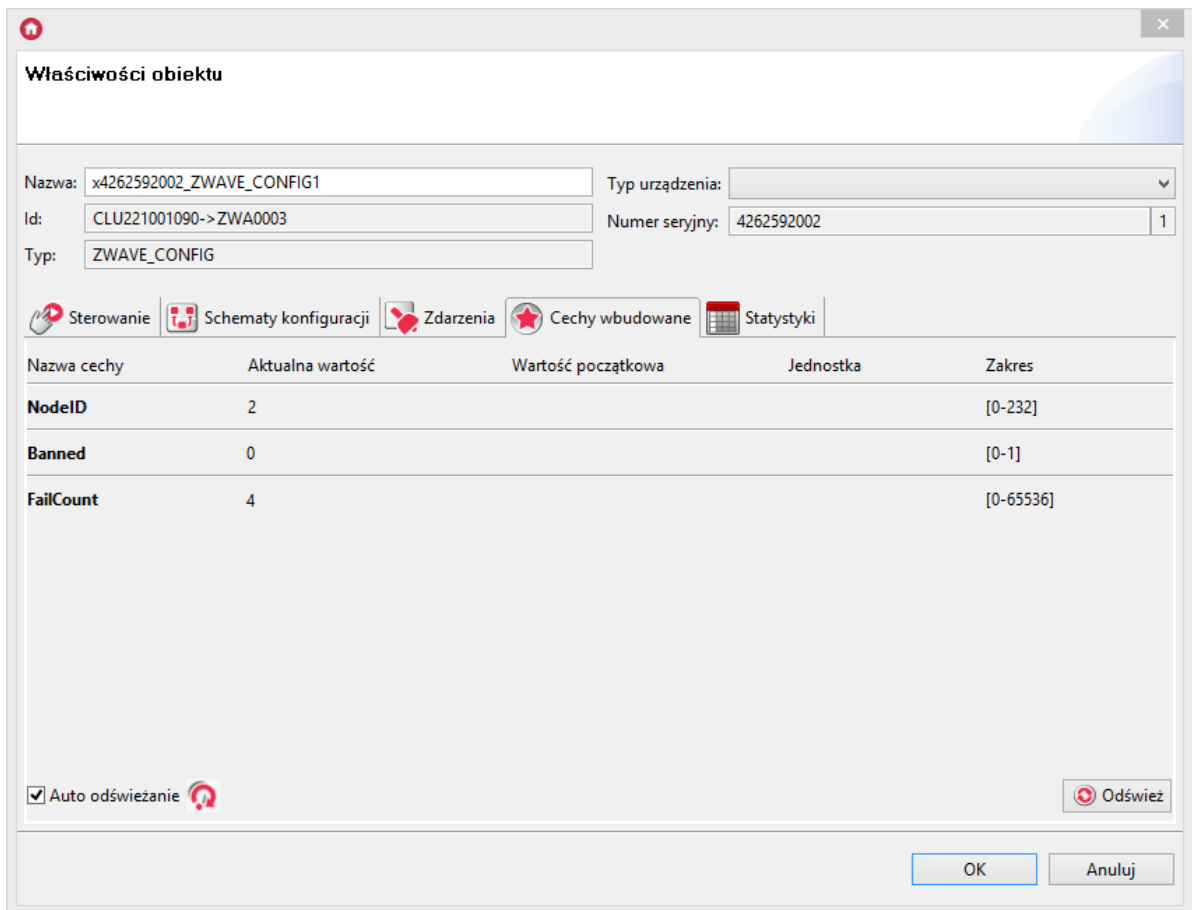 Właściwości obiektu
Nazwa: x4262592002_ZWAVE_CONFIG1 Typ urządzenia:
Id: CLU221001090->ZWA0003 Numer seryjny: 4262592002 1
Typ: ZWAVE_CONFIG
Sterowanie Schematy konfiguracji Zdarzenia Cechy wbudowane Statystyki
Nazwa cechy Aktualna wartość Wartość początkowa Jednostka Zakres
NodeID 2 [0-232]
Banned 0 [0-1]
FailCount 4 [0-65536]
Auto odświeżanie Odśwież
OK Anuluj